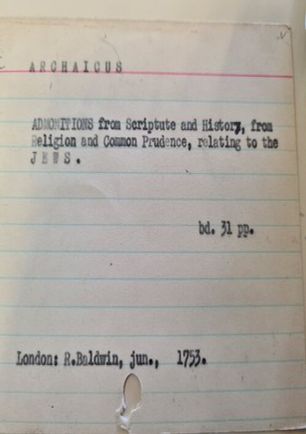 ARCHAICUS
ADMONITIONS from Scriptute and History, from
Religion and Common Prudence, relating to the
JEWS.
bd. 31 pp.
London: R.Baldwin, jun., 1753.